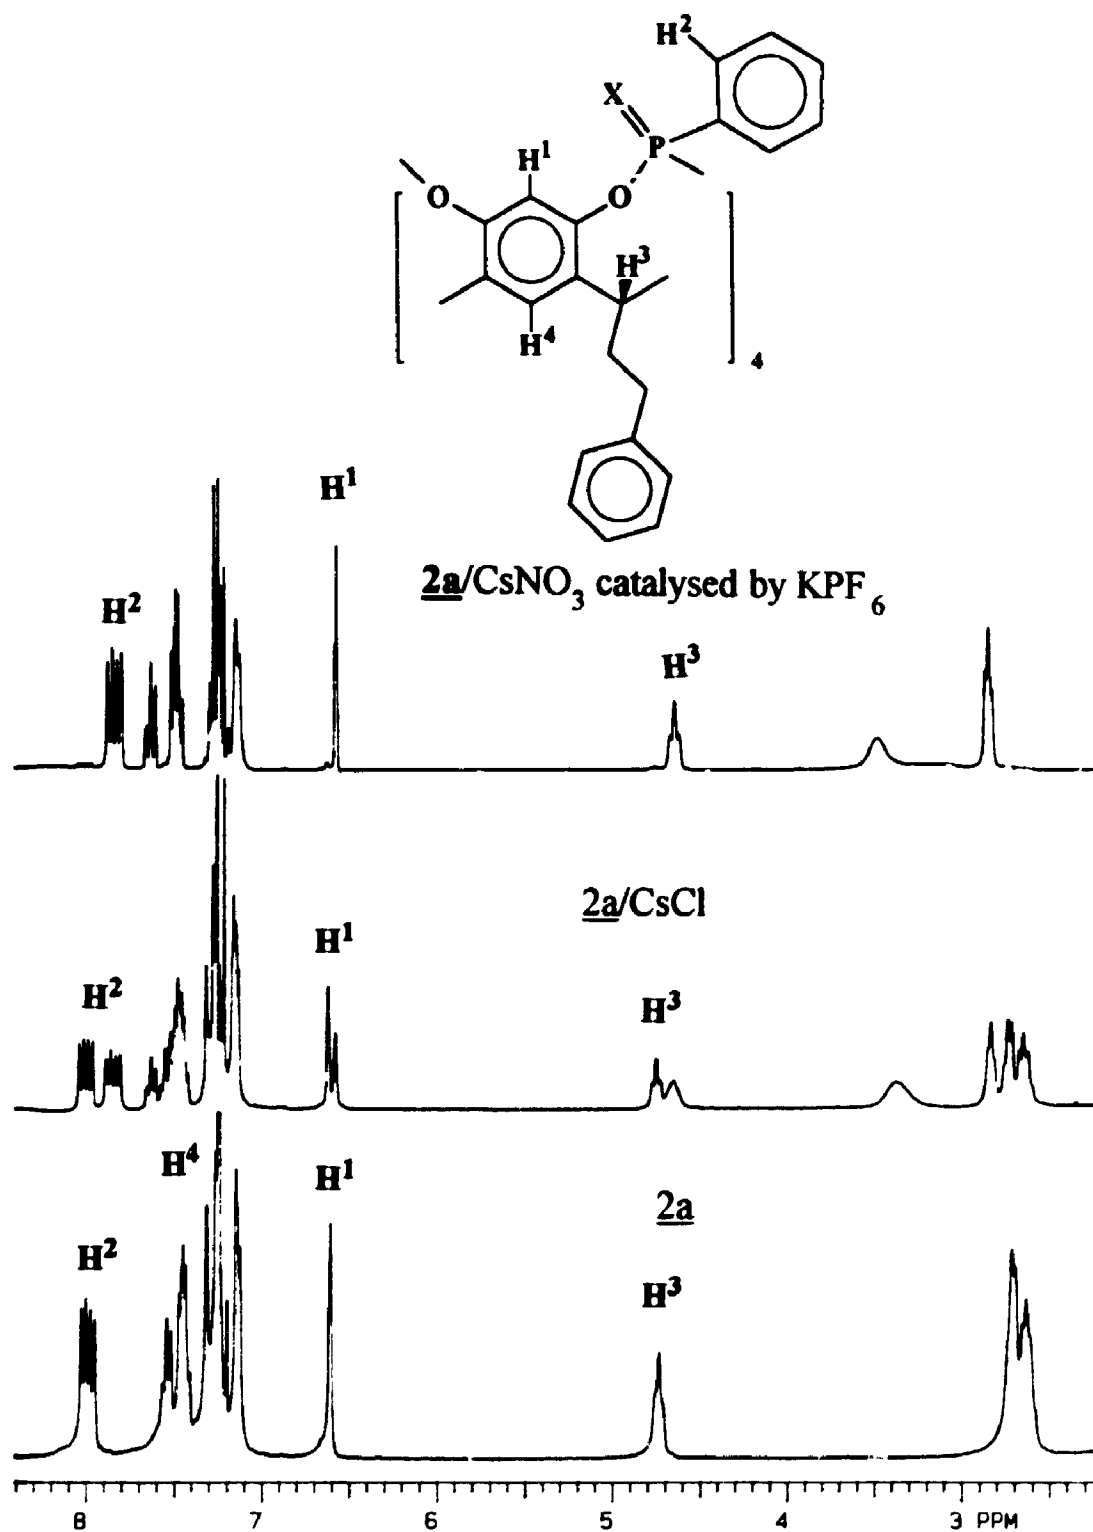 H²
X
P
H¹
O
O
H³
H⁴
4
H¹
2a/CsNO₃ catalysed by KPF₆
H²
H³
2a/CsCl
H¹
H²
H³
H⁴
H¹
2a
H²
H³
8 7 6 5 4 3 PPM